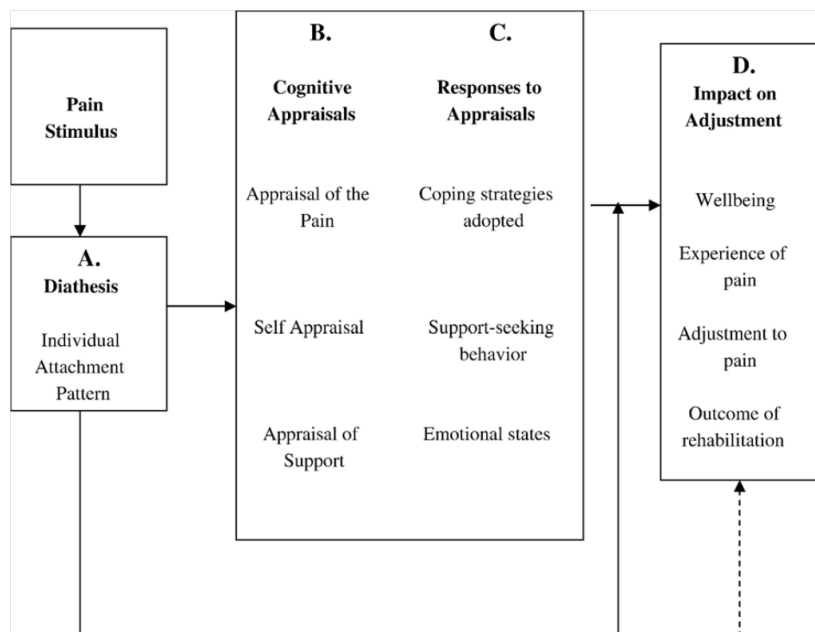 Pain
Stimulus
A.
Diathesis
Individual
Attachment
Pattern
B.
Cognitive
Appraisals
Appraisal of the
Pain
Self Appraisal
Appraisal of
Support
C.
Responses to
Appraisals
Coping strategies
adopted
Support-seeking
behavior
Emotional states
D.
Impact on
Adjustment
Wellbeing
Experience of
pain
Adjustment to
pain
Outcome of
rehabilitation